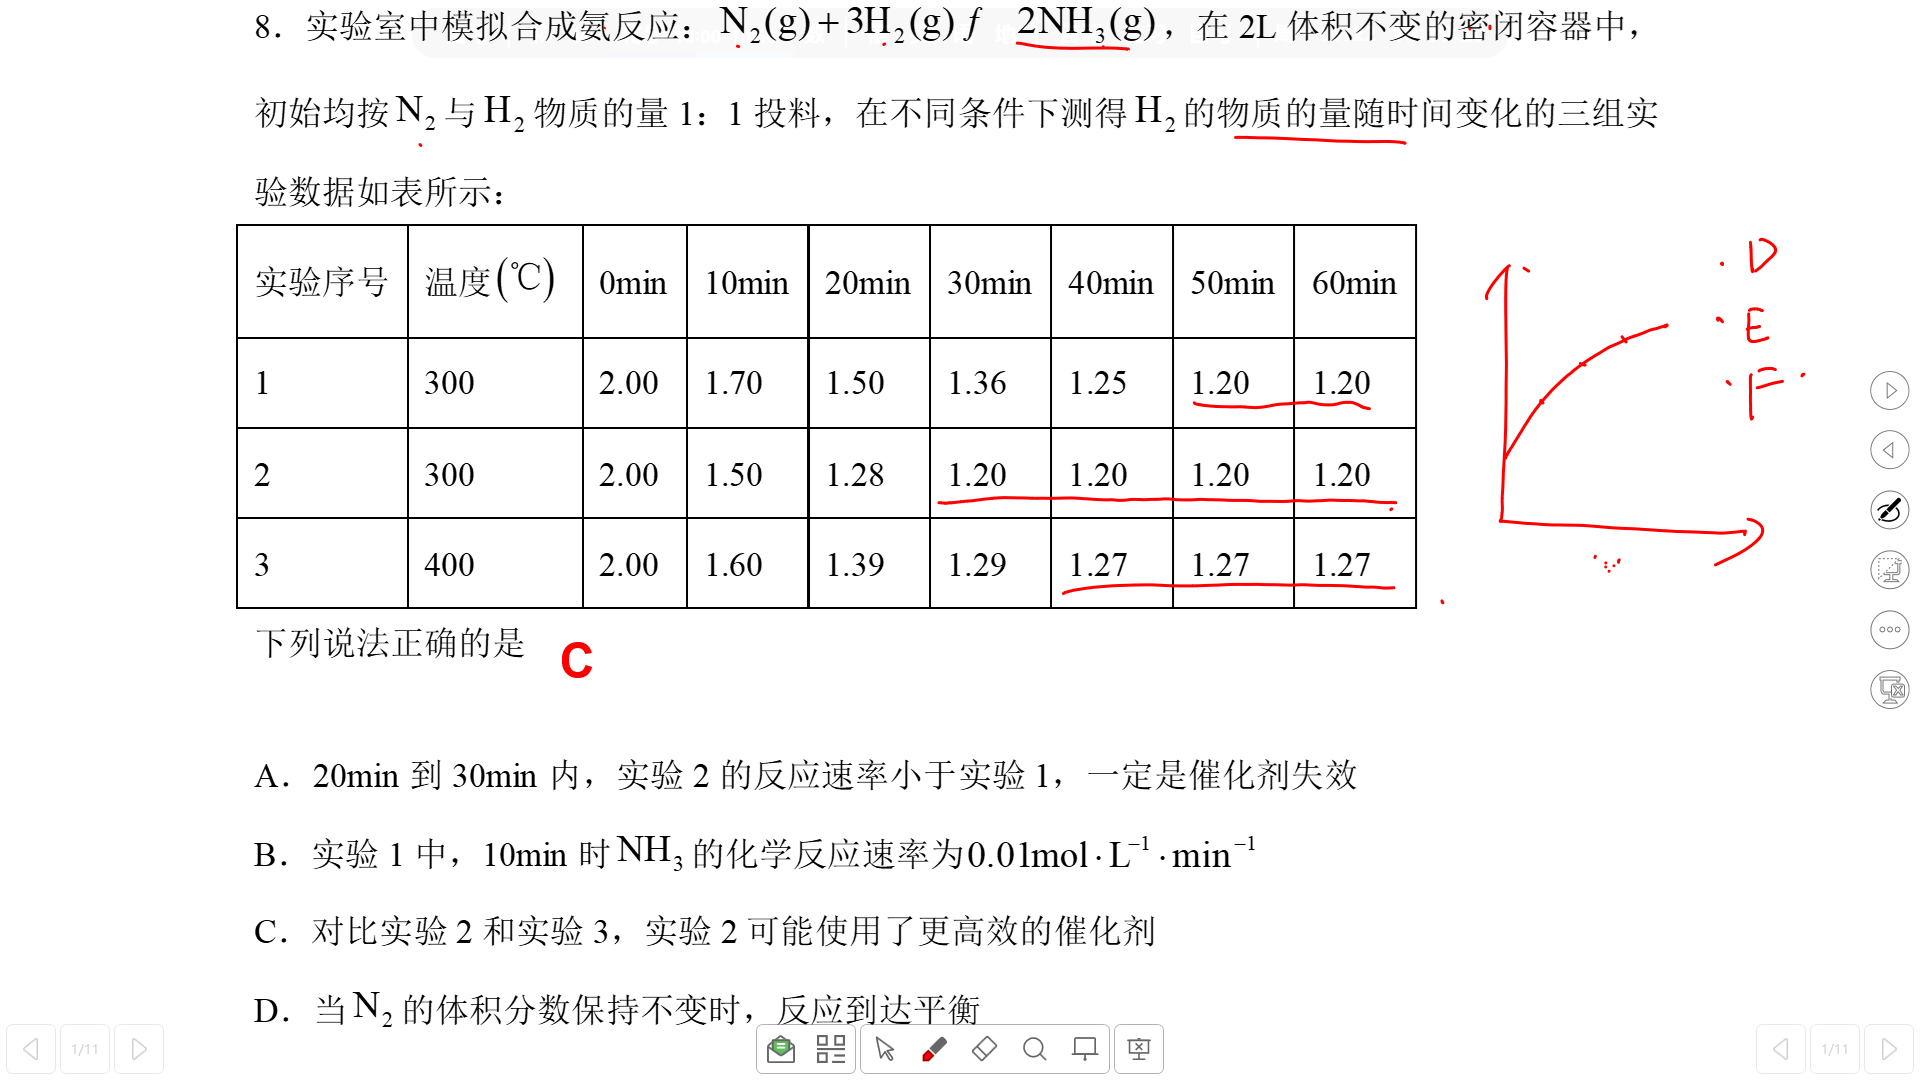 8. 实验室中模拟合成氨反应：N₂(g)+3H₂(g) f 2NH₃(g)，在 2L 体积不变的密闭容器中，
初始均按 N₂ 与 H₂ 物质的量 1：1 投料，在不同条件下测得 H₂ 的物质的量随时间变化的三组实
验数据如表所示：
实验序号 温度(℃) 0min 10min 20min 30min 40min 50min 60min
1 300 2.00 1.70 1.50 1.36 1.25 1.20 1.20
2 300 2.00 1.50 1.28 1.20 1.20 1.20 1.20
3 400 2.00 1.60 1.39 1.29 1.27 1.27 1.27
D
E
F
下列说法正确的是 C
A．20min 到 30min 内，实验 2 的反应速率小于实验 1，一定是催化剂失效
B．实验 1 中，10min 时 NH₃ 的化学反应速率为0.01mol·L⁻¹·min⁻¹
C．对比实验 2 和实验 3，实验 2 可能使用了更高效的催化剂
D．当 N₂ 的体积分数保持不变时，反应到达平衡
1/11 1/11